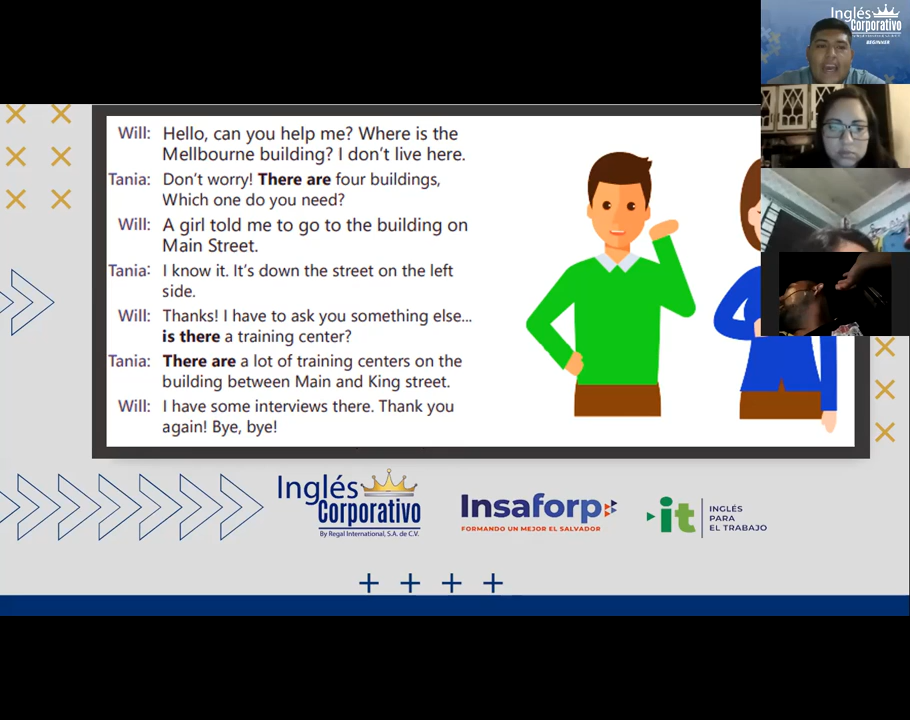 Inglés
Corporativo
BEGINNER
Will: Hello, can you help me? Where is the
Mellbourne building? I don't live here.
Tania: Don't worry! There are four buildings,
Which one do you need?
Will: A girl told me to go to the building on
Main Street.
Tania: I know it. It's down the street on the left
side.
Will: Thanks! I have to ask you something else...
is there a training center?
Tania: There are a lot of training centers on the
building between Main and King street.
Will: I have some interviews there. Thank you
again! Bye, bye!
Inglés
Corporativo
By Regal International, S.A. de C.V.
Insaforp
FORMANDO UN MEJOR EL SALVADOR
it
INGLÉS
PARA
EL TRABAJO